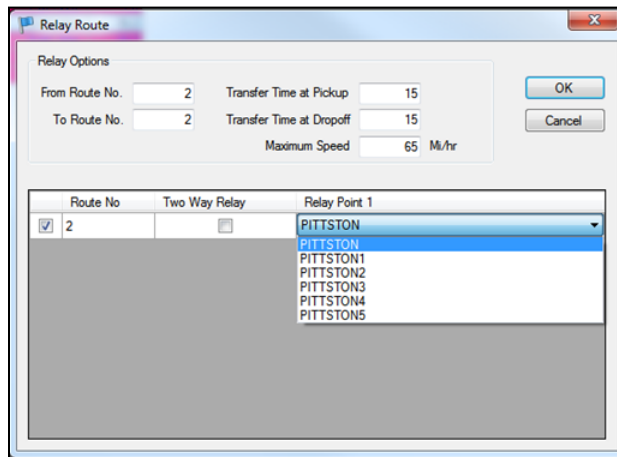 Relay Route
Relay Options
From Route No. 2 Transfer Time at Pickup 15
To Route No. 2 Transfer Time at Dropoff 15
Maximum Speed 65 Mi/hr
OK
Cancel
Route No Two Way Relay Relay Point 1
2 PITTSTON
PITTSTON
PITTSTON1
PITTSTON2
PITTSTON3
PITTSTON4
PITTSTON5